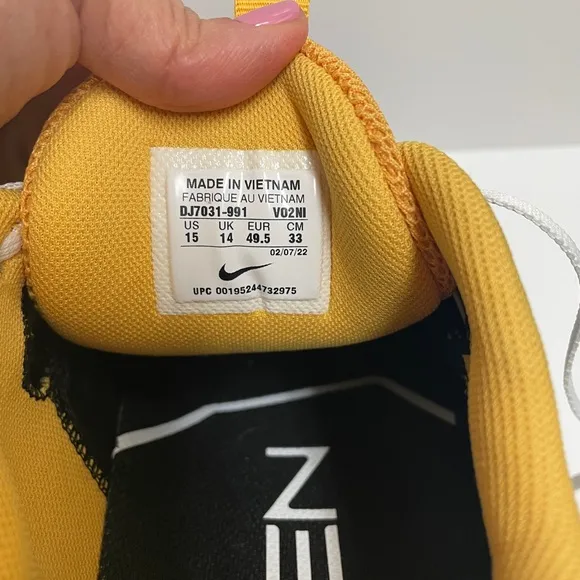 MADE IN VIETNAM
FABRIQUE AU VIETNAM
DJ7031-991 VO2NI
US UK EUR CM
15 14 49.5 33
02/07/22
UPC 00195244732975
N